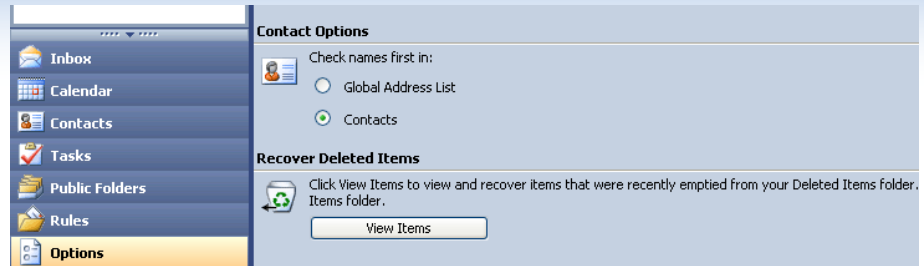 Inbox
Calendar
Contacts
Tasks
Public Folders
Rules
Options
Contact Options
Check names first in:
Global Address List
Contacts
Recover Deleted Items
Click View Items to view and recover items that were recently emptied from your Deleted Items folder.
Items folder.
View Items